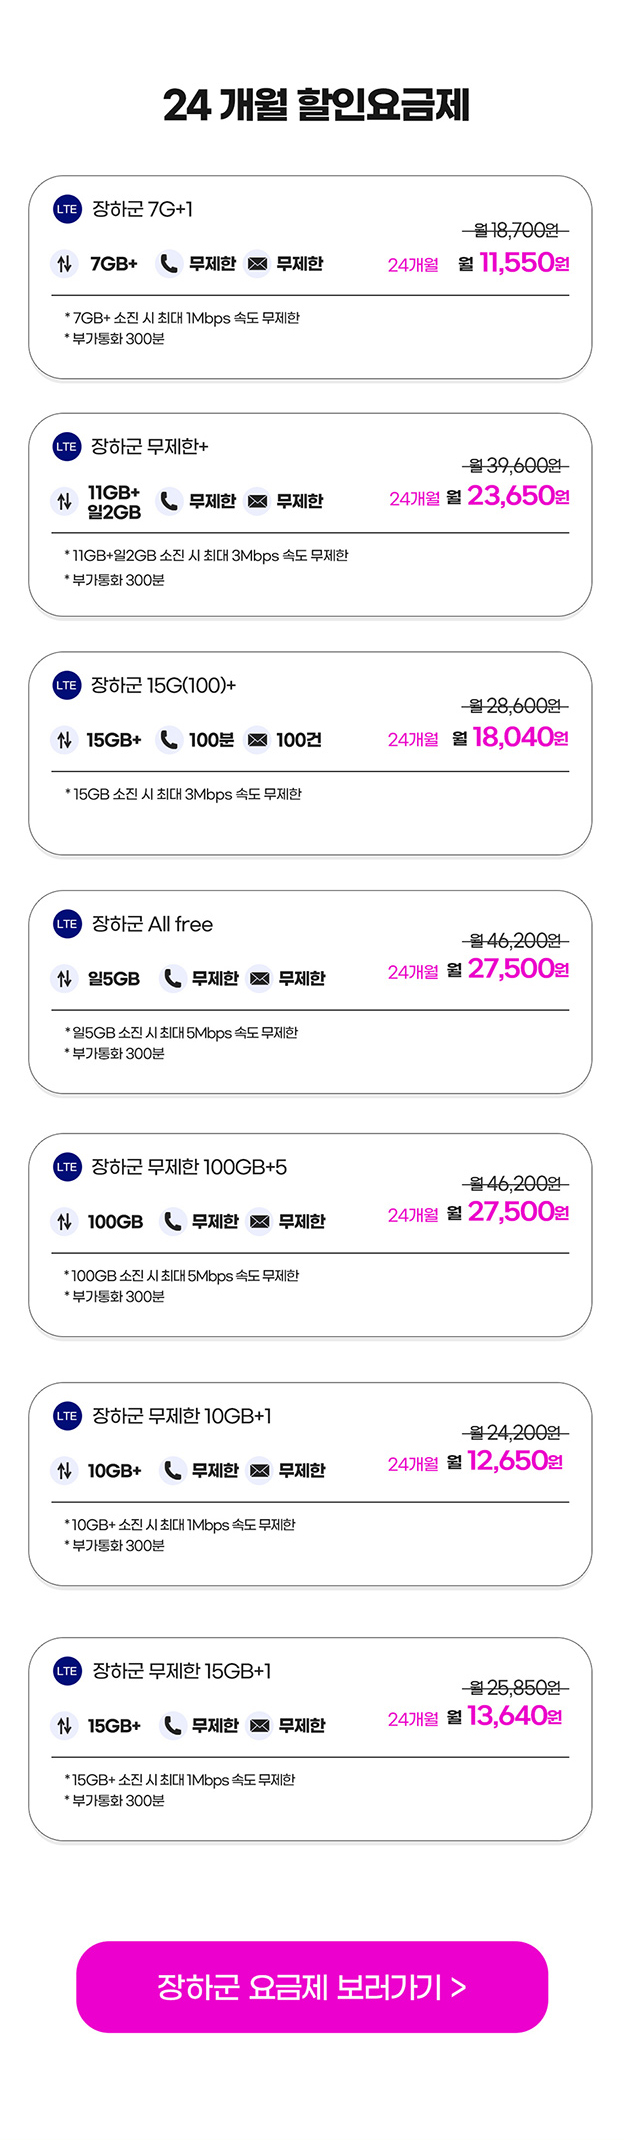 24 개월 할인요금제
LTE 장하군 7G+1
월 18,700원
7GB+ 무제한 무제한 24개월 월 11,550원
* 7GB+ 소진 시 최대 1Mbps 속도 무제한
* 부가통화 300분
LTE 장하군 무제한+
월 39,600원
11GB+
일2GB 무제한 무제한 24개월 월 23,650원
* 11GB+일2GB 소진 시 최대 3Mbps 속도 무제한
* 부가통화 300분
LTE 장하군 15G(100)+
월 28,600원
15GB+ 100분 100건 24개월 월 18,040원
* 15GB 소진 시 최대 3Mbps 속도 무제한
LTE 장하군 All free
월 46,200원
일5GB 무제한 무제한 24개월 월 27,500원
* 일5GB 소진 시 최대 5Mbps 속도 무제한
* 부가통화 300분
LTE 장하군 무제한 100GB+5
월 46,200원
100GB 무제한 무제한 24개월 월 27,500원
* 100GB 소진 시 최대 5Mbps 속도 무제한
* 부가통화 300분
LTE 장하군 무제한 10GB+1
월 24,200원
10GB+ 무제한 무제한 24개월 월 12,650원
* 10GB+ 소진 시 최대 1Mbps 속도 무제한
* 부가통화 300분
LTE 장하군 무제한 15GB+1
월 25,850원
15GB+ 무제한 무제한 24개월 월 13,640원
* 15GB+ 소진 시 최대 1Mbps 속도 무제한
* 부가통화 300분
장하군 요금제 보러가기 >